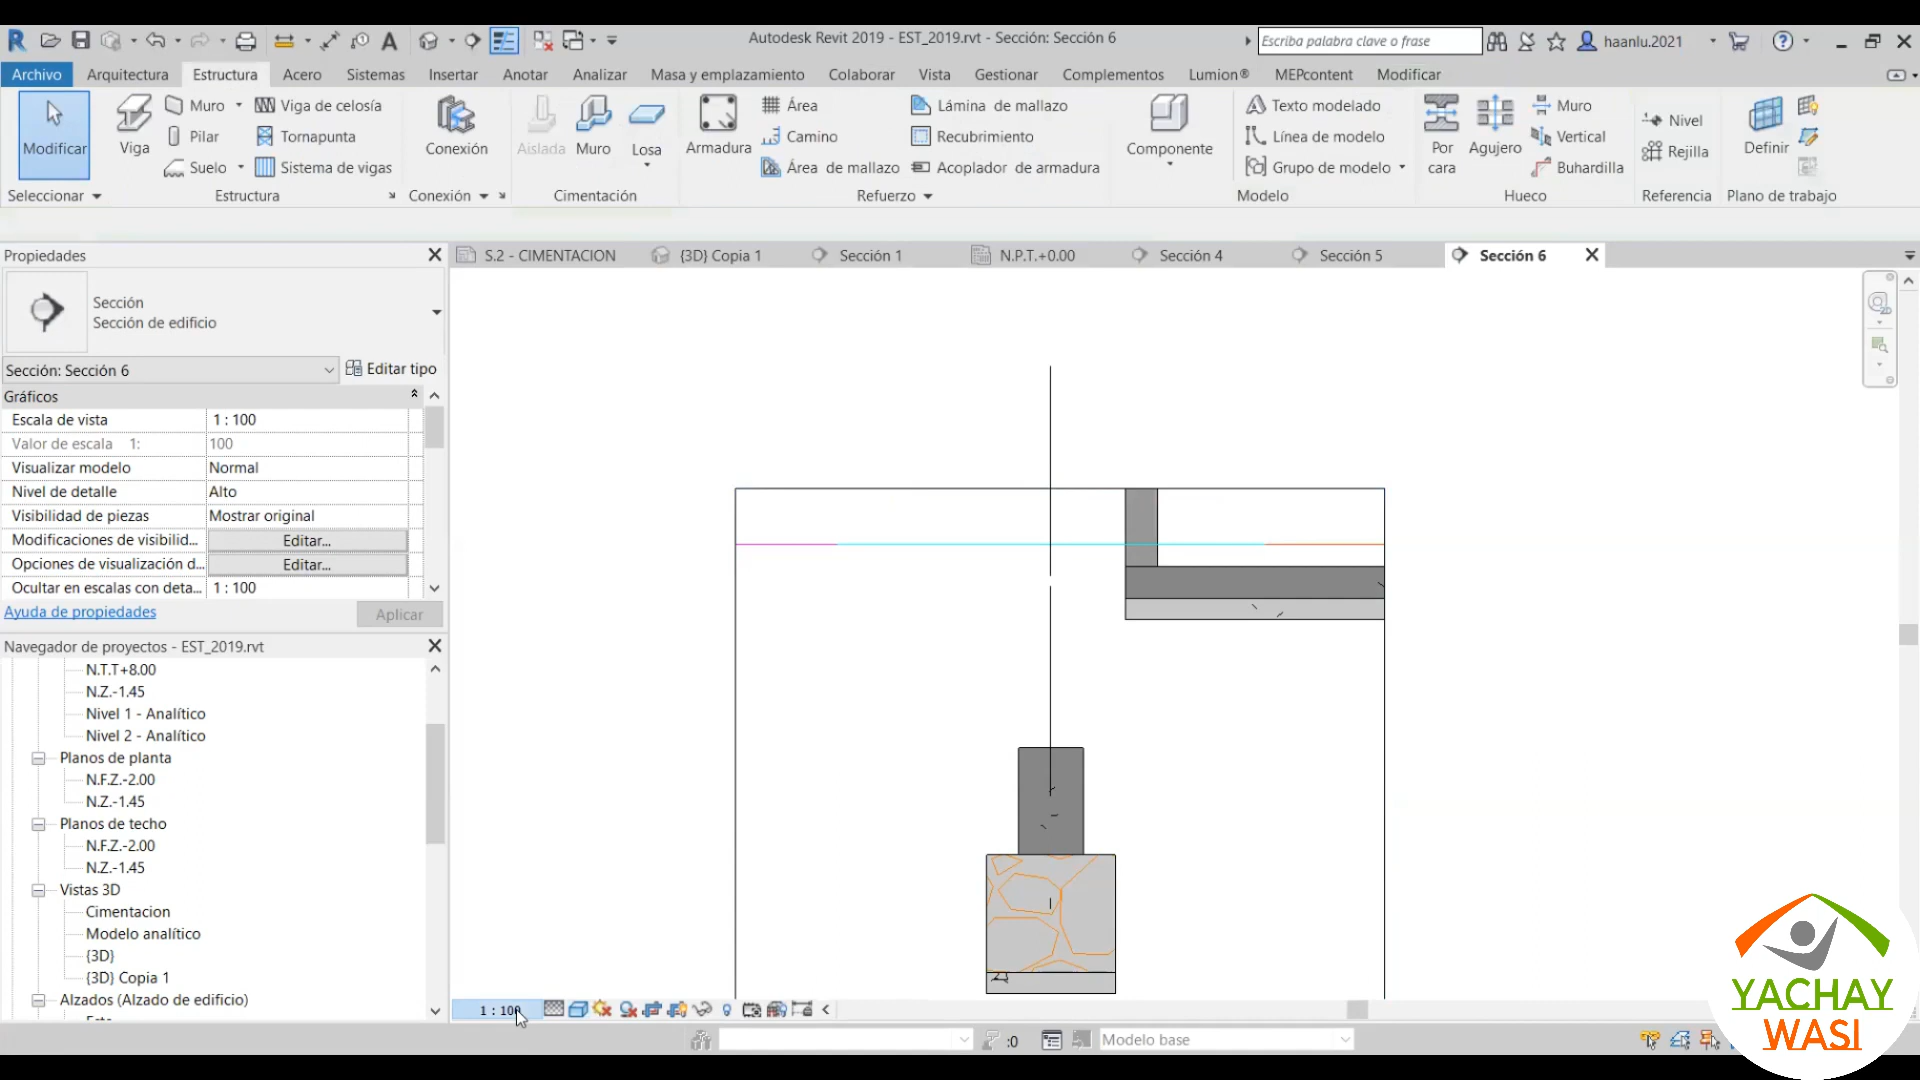 Autodesk Revit 2019 - EST_2019.rvt - Sección: Sección 6
Escriba palabra clave o frase
haanlu.2021
Archivo Arquitectura Estructura Acero Sistemas Insertar Anotar Analizar Masa y emplazamiento Colaborar Vista Gestionar Complementos Lumion® MEPcontent Modificar
Modificar
Viga
Muro
Pilar
Suelo
Viga de celosía
Tornapunta
Sistema de vigas
Conexión
Aislada
Muro
Losa
Armadura
Área
Camino
Área de mallazo
Lámina de mallazo
Recubrimiento
Acoplador de armadura
Componente
Texto modelado
Línea de modelo
Grupo de modelo
Por cara
Agujero
Muro
Vertical
Buhardilla
Nivel
Rejilla
Definir
Seleccionar
Estructura
Conexión
Cimentación
Refuerzo
Modelo
Hueco
Referencia
Plano de trabajo
Propiedades
S.2 - CIMENTACION
{3D} Copia 1
Sección 1
N.P.T.+0.00
Sección 4
Sección 5
Sección 6
Sección
Sección de edificio
Sección: Sección 6
Editar tipo
Gráficos
Escala de vista 1 : 100
Valor de escala 1: 100
Visualizar modelo Normal
Nivel de detalle Alto
Visibilidad de piezas Mostrar original
Modificaciones de visibilid... Editar...
Opciones de visualización d... Editar...
Ocultar en escalas con deta... 1 : 100
Ayuda de propiedades
Aplicar
Navegador de proyectos - EST_2019.rvt
N.T.T+8.00
N.Z.-1.45
Nivel 1 - Analítico
Nivel 2 - Analítico
Planos de planta
N.F.Z.-2.00
N.Z.-1.45
Planos de techo
N.F.Z.-2.00
N.Z.-1.45
Vistas 3D
Cimentacion
Modelo analítico
{3D}
{3D} Copia 1
Alzados (Alzado de edificio)
1 : 100
:0
Modelo base
YACHAY
WASI